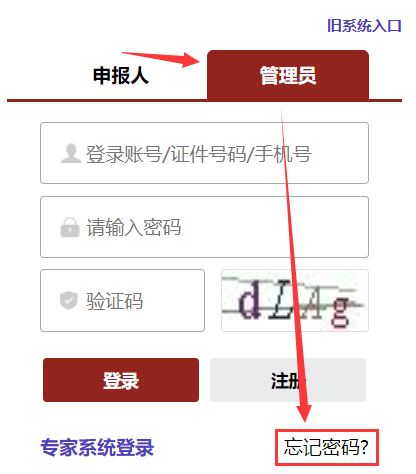 旧系统入口
申报人 管理员
登录账号/证件号码/手机号
请输入密码
验证码 dLAg
登录 注册
专家系统登录 忘记密码?